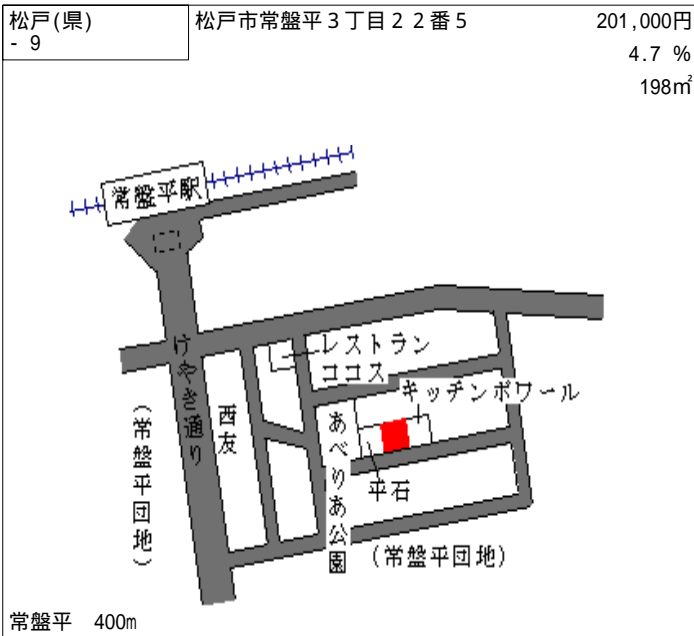 松戸(県)
- 9
松戸市常盤平3丁目22番5
201,000円
4.7 %
198㎡
常盤平駅
けやき通り
レストラン
ココス
キッチンポワール
西友
あべりあ公園
平石
(常盤平団地)
(常盤平団地)
常盤平 400m